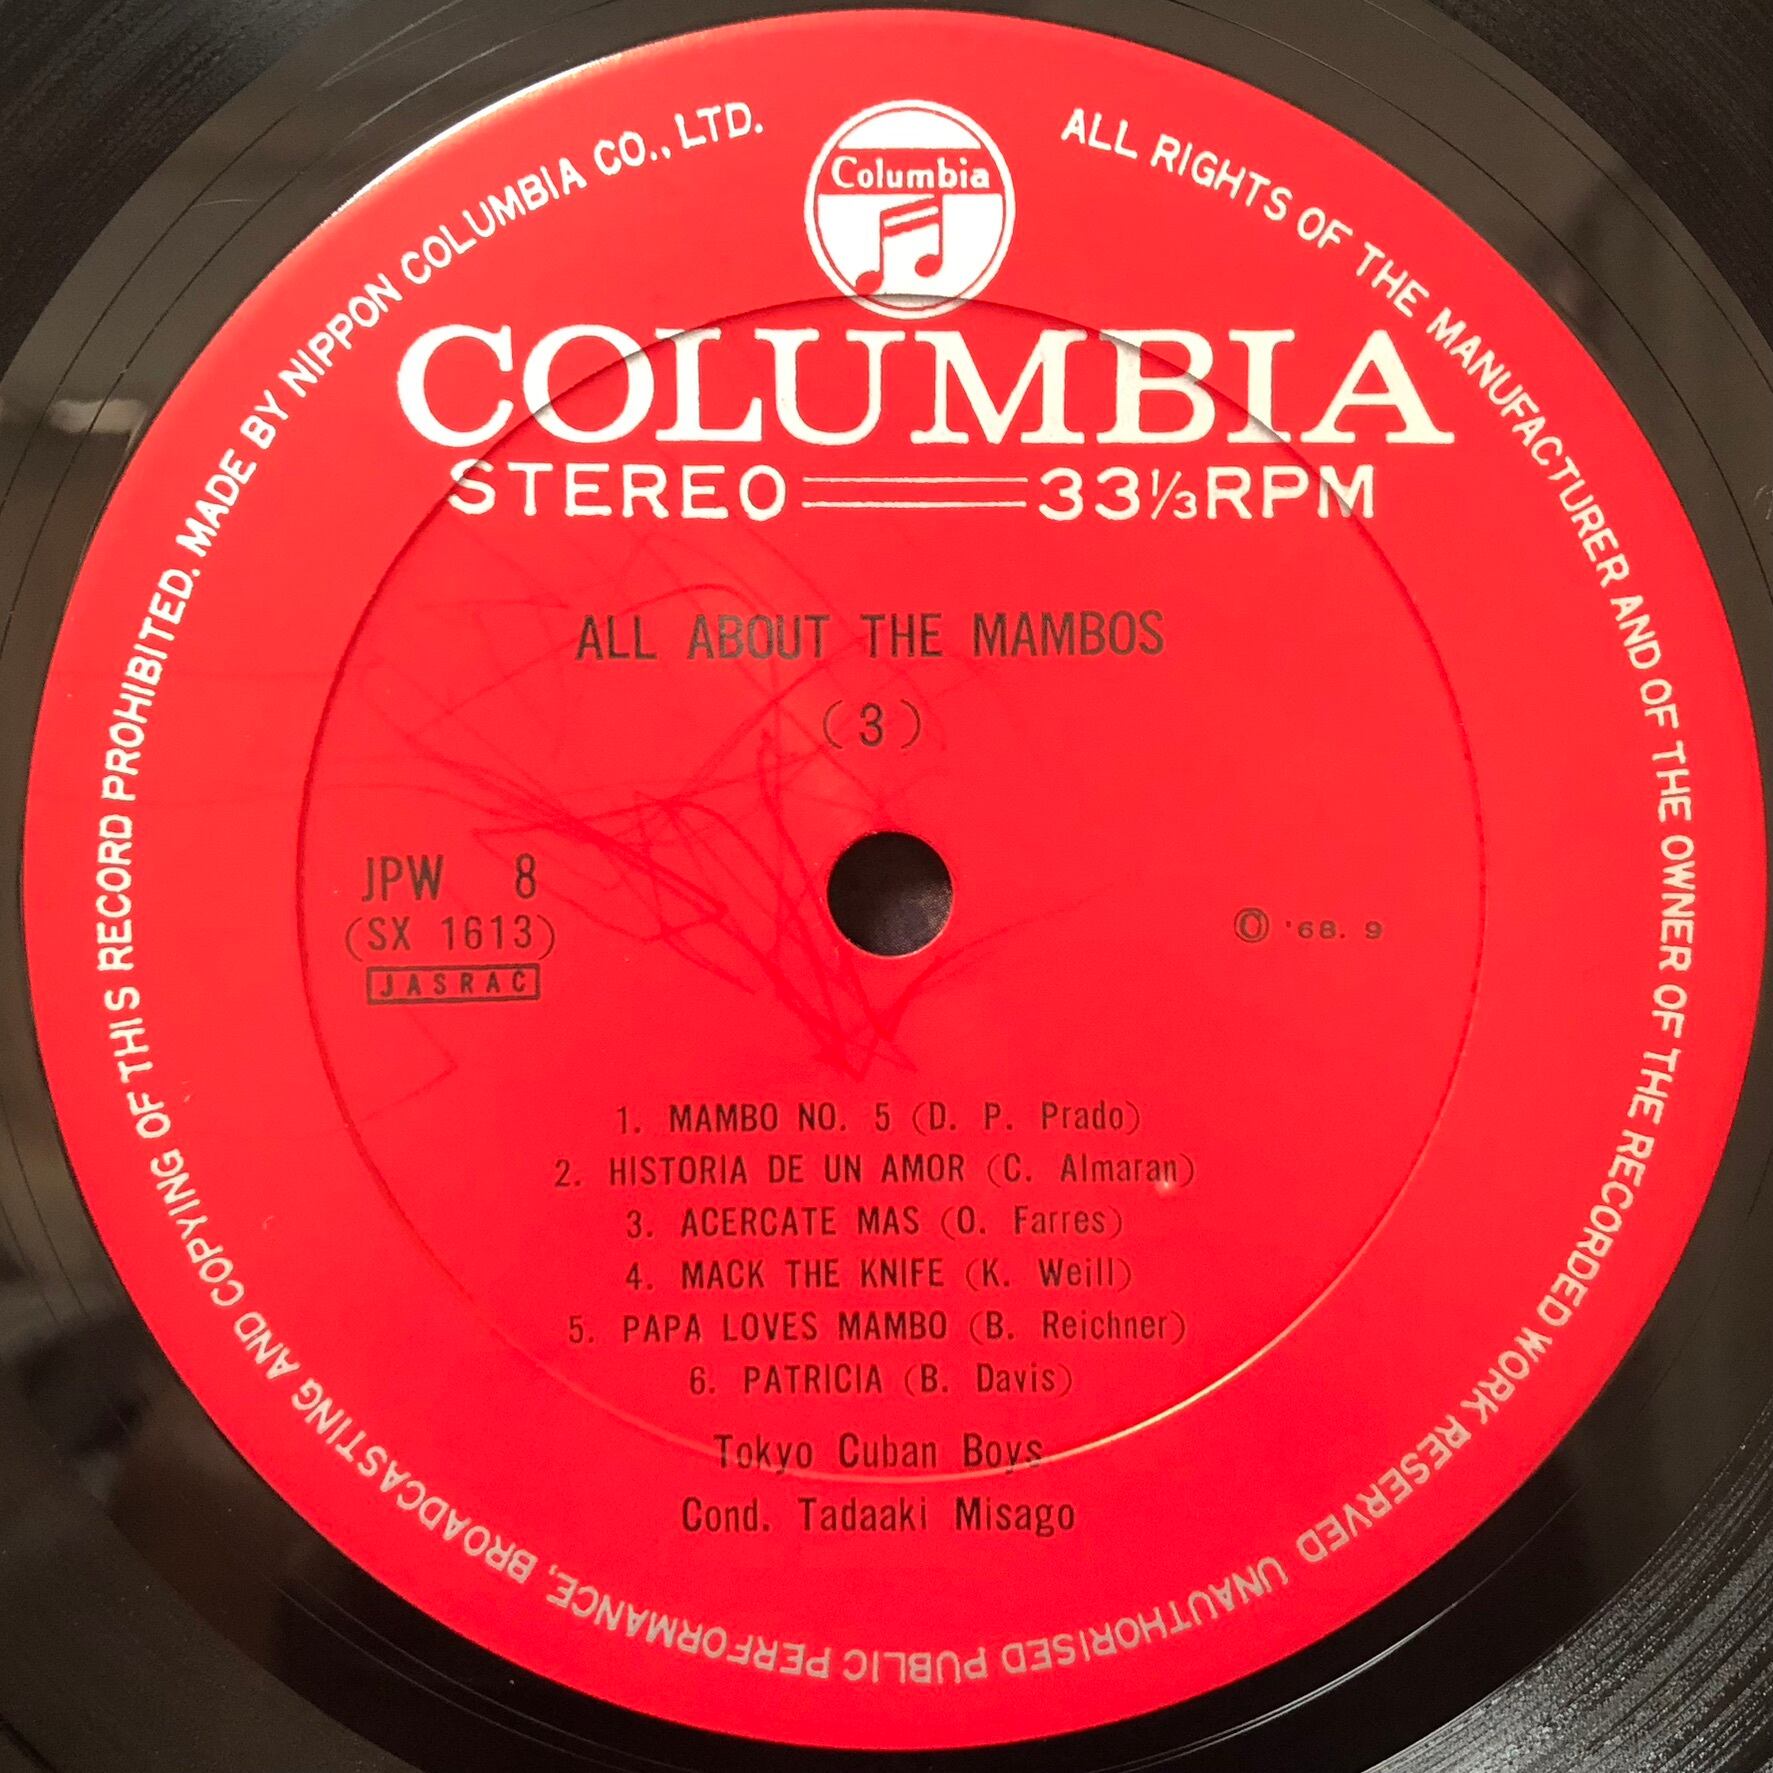 MADE BY NIPPON COLUMBIA CO., LTD.
ALL RIGHTS OF THE MANUFACTURER AND OF THE OWNER OF THE RECORDED WORK RESERVED UNAUTHORISED PUBLIC PERFORMANCE, BROADCASTING AND COPYING OF THIS RECORD PROHIBITED.
Columbia
COLUMBIA
STEREO 33⅓RPM
ALL ABOUT THE MAMBOS
(3)
JPW 8
(SX 1613)
JASRAC
Ⓞ '68. 9
1. MAMBO NO. 5 (D. P. Prado)
2. HISTORIA DE UN AMOR (C. Almaran)
3. ACERCATE MAS (O. Farres)
4. MACK THE KNIFE (K. Weill)
5. PAPA LOVES MAMBO (B. Reichner)
6. PATRICIA (B. Davis)
Tokyo Cuban Boys
Cond. Tadaaki Misago